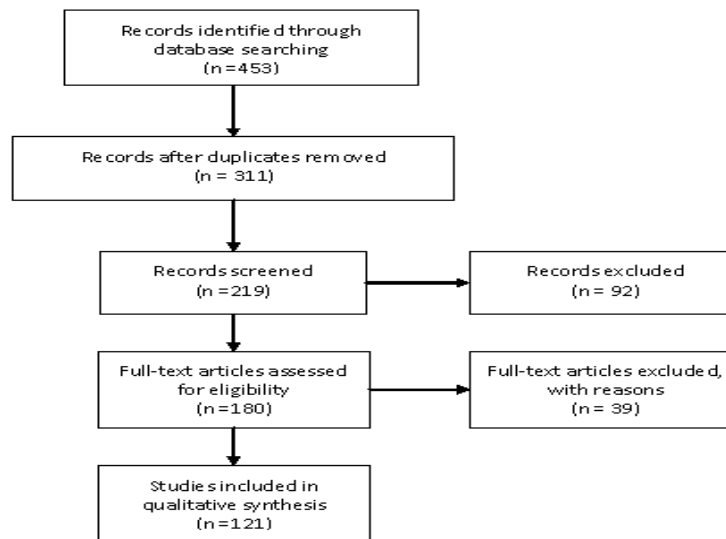 Records identified through
database searching
(n =453)
Records after duplicates removed
(n = 311)
Records screened
(n =219)
Records excluded
(n = 92)
Full-text articles assessed
for eligibility
(n =180)
Full-text articles excluded,
with reasons
(n = 39)
Studies included in
qualitative synthesis
(n =121)